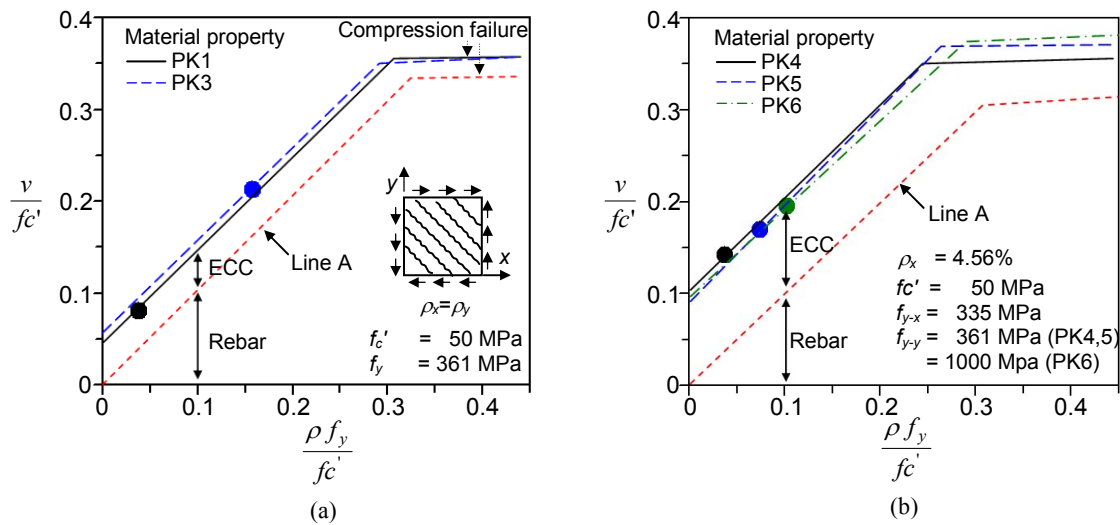 0.4
Material property
PK1
PK3
Compression failure
0.3
v
fc'
0.2
y
x
ECC
Line A
0.1
Rebar
ρx=ρy
fc' = 50 MPa
fy = 361 MPa
0
0 0.1 0.2 0.3 0.4
ρ fy
fc'
(a)
0.4
Material property
PK4
PK5
PK6
0.3
v
fc'
0.2
Line A
ECC
0.1
Rebar
ρx = 4.56%
fc' = 50 MPa
fy-x = 335 MPa
fy-y = 361 MPa (PK4,5)
= 1000 Mpa (PK6)
0
0 0.1 0.2 0.3 0.4
ρ fy
fc'
(b)